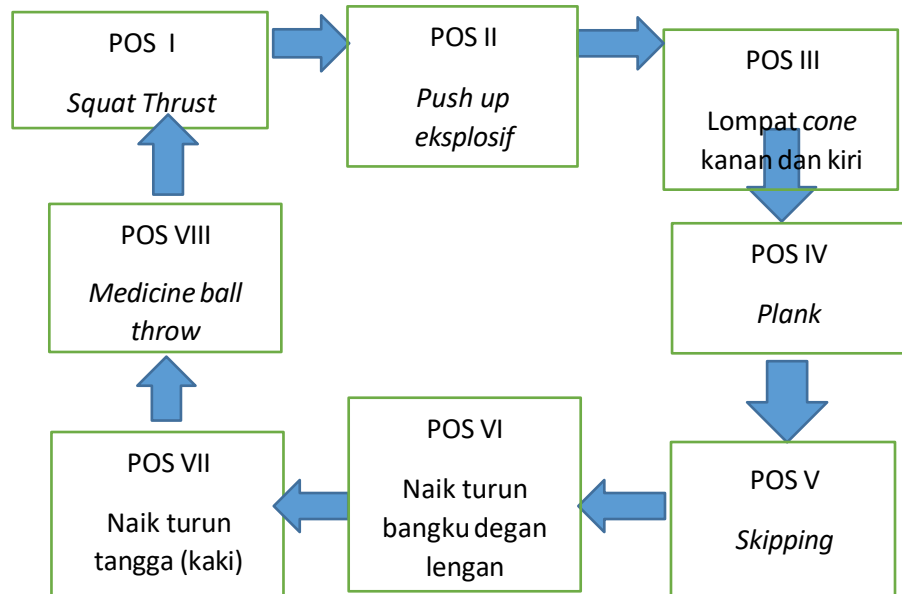 POS I
Squat Thrust
POS II
Push up
eksplosif
POS III
Lompat cone
kanan dan kiri
POS IV
Plank
POS V
Skipping
POS VI
Naik turun
bangku degan
lengan
POS VII
Naik turun
tangga (kaki)
POS VIII
Medicine ball
throw